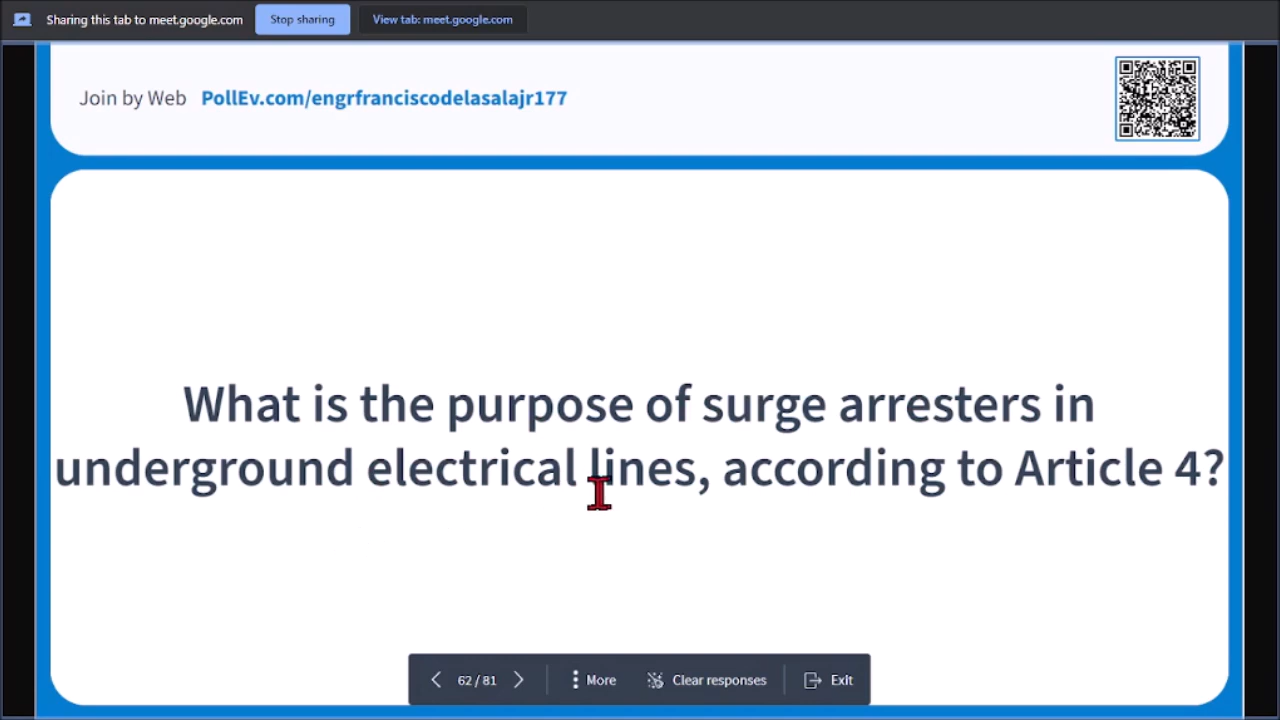 Sharing this tab to meet.google.com Stop sharing View tab: meet.google.com
Join by Web PollEv.com/engrfranciscodelasalajr177
What is the purpose of surge arresters in
underground electrical lines, according to Article 4?
62 / 81 More Clear responses Exit